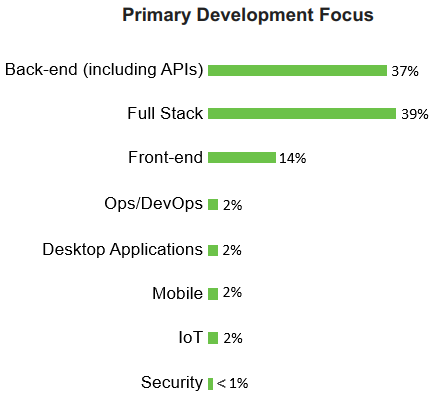 Primary Development Focus
Back-end (including APIs) 37%
Full Stack 39%
Front-end 14%
Ops/DevOps 2%
Desktop Applications 2%
Mobile 2%
IoT 2%
Security < 1%